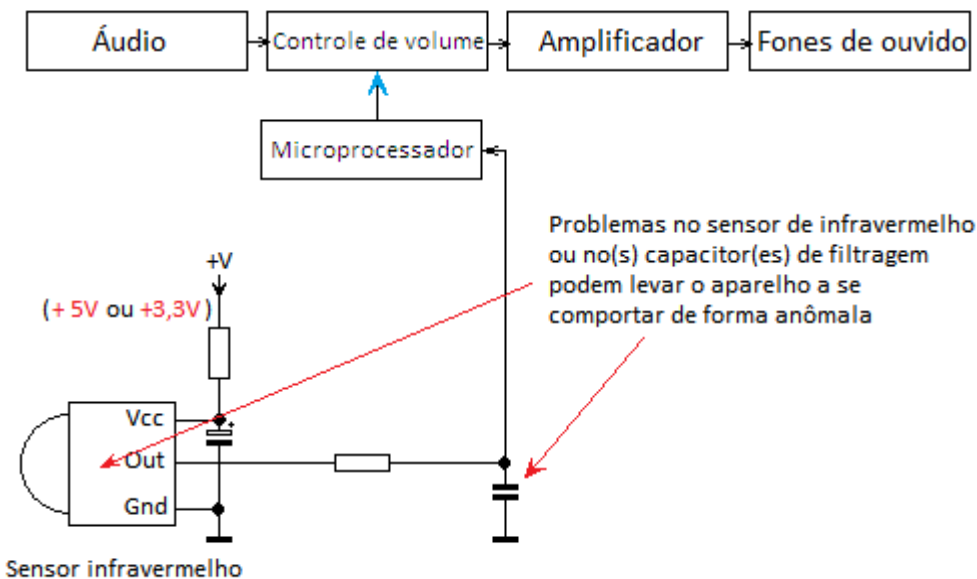 Áudio
Controle de volume
Amplificador
Fones de ouvido
Microprocessador
Problemas no sensor de infravermelho
ou no(s) capacitor(es) de filtragem
podem levar o aparelho a se
comportar de forma anômala
+V
(+ 5V ou +3,3V)
Vcc
+
Out
Gnd
Sensor infravermelho